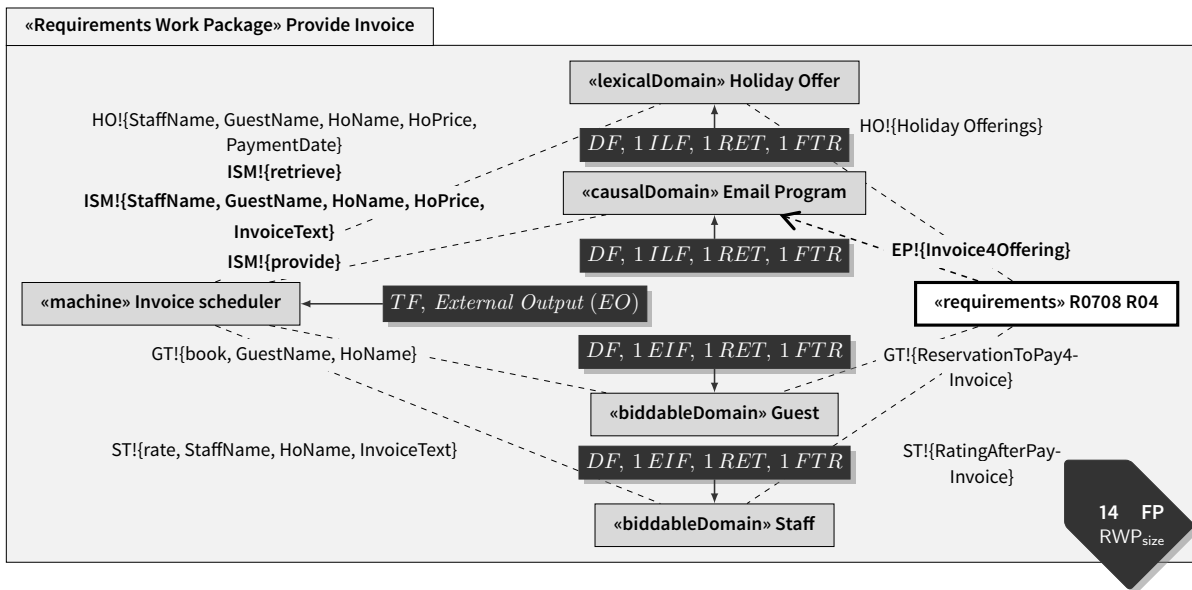 «Requirements Work Package» Provide Invoice
«lexicalDomain» Holiday Offer
HO!{StaffName, GuestName, HoName, HoPrice,
PaymentDate}
ISM!{retrieve}
DF, 1 ILF, 1 RET, 1 FTR
HO!{Holiday Offerings}
«causalDomain» Email Program
ISM!{StaffName, GuestName, HoName, HoPrice,
InvoiceText}
ISM!{provide}
DF, 1 ILF, 1 RET, 1 FTR
EP!{Invoice4Offering}
«machine» Invoice scheduler
TF, External Output (EO)
«requirements» R0708 R04
GT!{book, GuestName, HoName}
DF, 1 EIF, 1 RET, 1 FTR
GT!{ReservationToPay4-
Invoice}
«biddableDomain» Guest
ST!{rate, StaffName, HoName, InvoiceText}
DF, 1 EIF, 1 RET, 1 FTR
ST!{RatingAfterPay-
Invoice}
«biddableDomain» Staff
14 FP
RWPsize